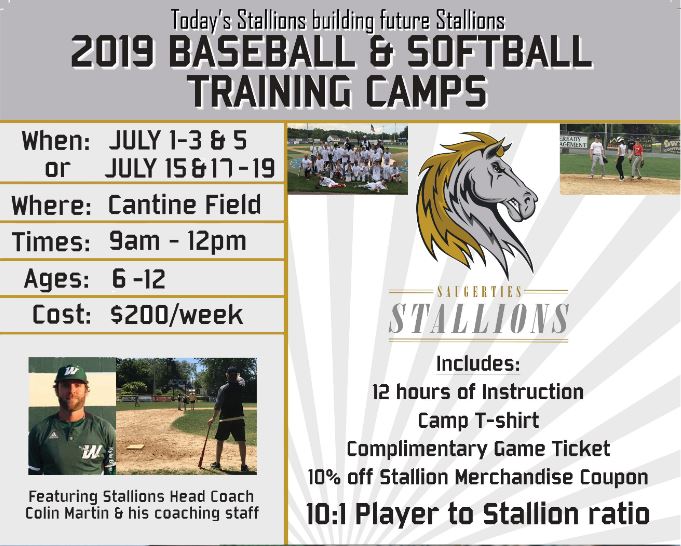 Today's Stallions building future Stallions
2019 BASEBALL & SOFTBALL
TRAINING CAMPS
When: JULY 1-3 & 5
or JULY 15 & 17 - 19
Where: Cantine Field
Times: 9am - 12pm
Ages: 6 -12
Cost: $200/week
W
W
Featuring Stallions Head Coach
Colin Martin & his coaching staff
SAUGERTIES
STALLIONS
Includes:
12 hours of Instruction
Camp T-shirt
Complimentary Game Ticket
10% off Stallion Merchandise Coupon
10:1 Player to Stallion ratio